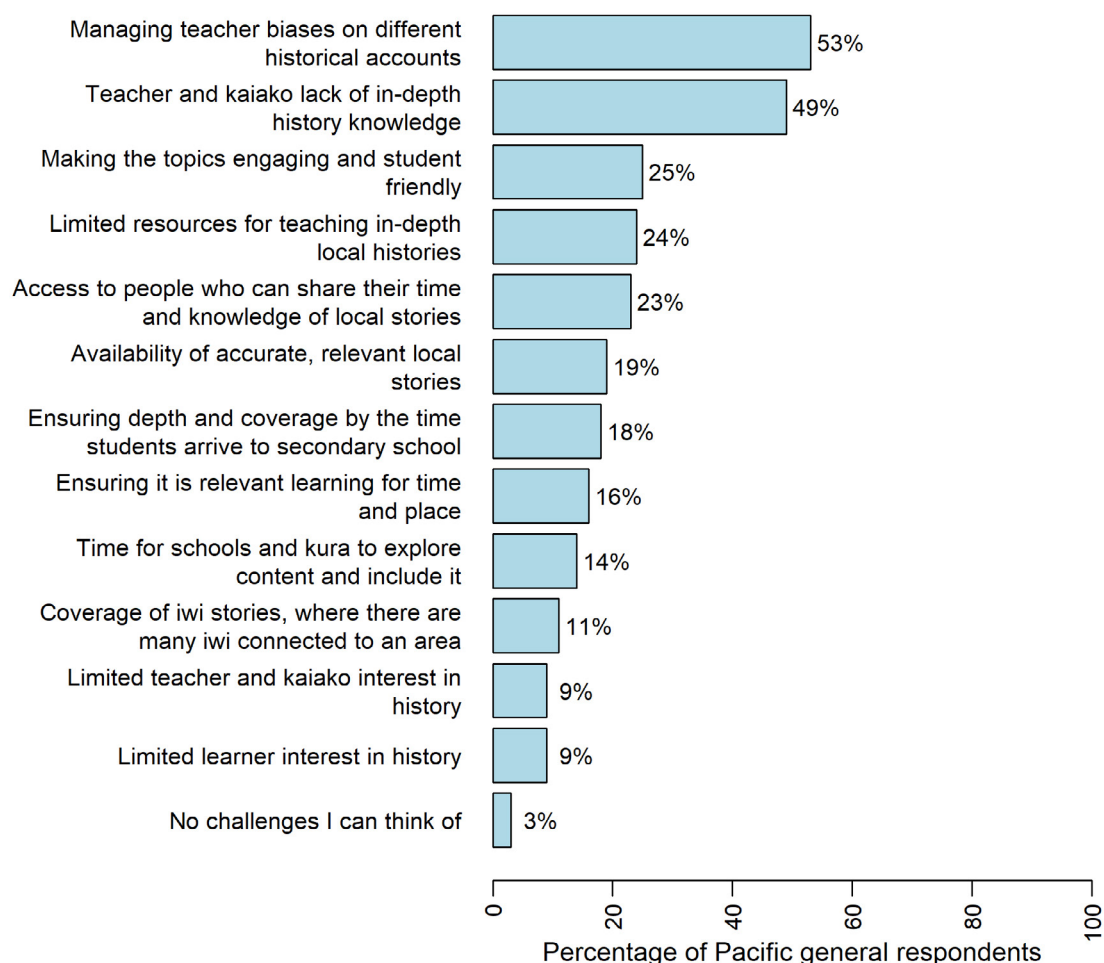 Managing teacher biases on different
historical accounts
53%
Teacher and kaiako lack of in-depth
history knowledge
49%
Making the topics engaging and student
friendly
25%
Limited resources for teaching in-depth
local histories
24%
Access to people who can share their time
and knowledge of local stories
23%
Availability of accurate, relevant local
stories
19%
Ensuring depth and coverage by the time
students arrive to secondary school
18%
Ensuring it is relevant learning for time
and place
16%
Time for schools and kura to explore
content and include it
14%
Coverage of iwi stories, where there are
many iwi connected to an area
11%
Limited teacher and kaiako interest in
history
9%
Limited learner interest in history
9%
No challenges I can think of
3%
0 20 40 60 80 100
Percentage of Pacific general respondents